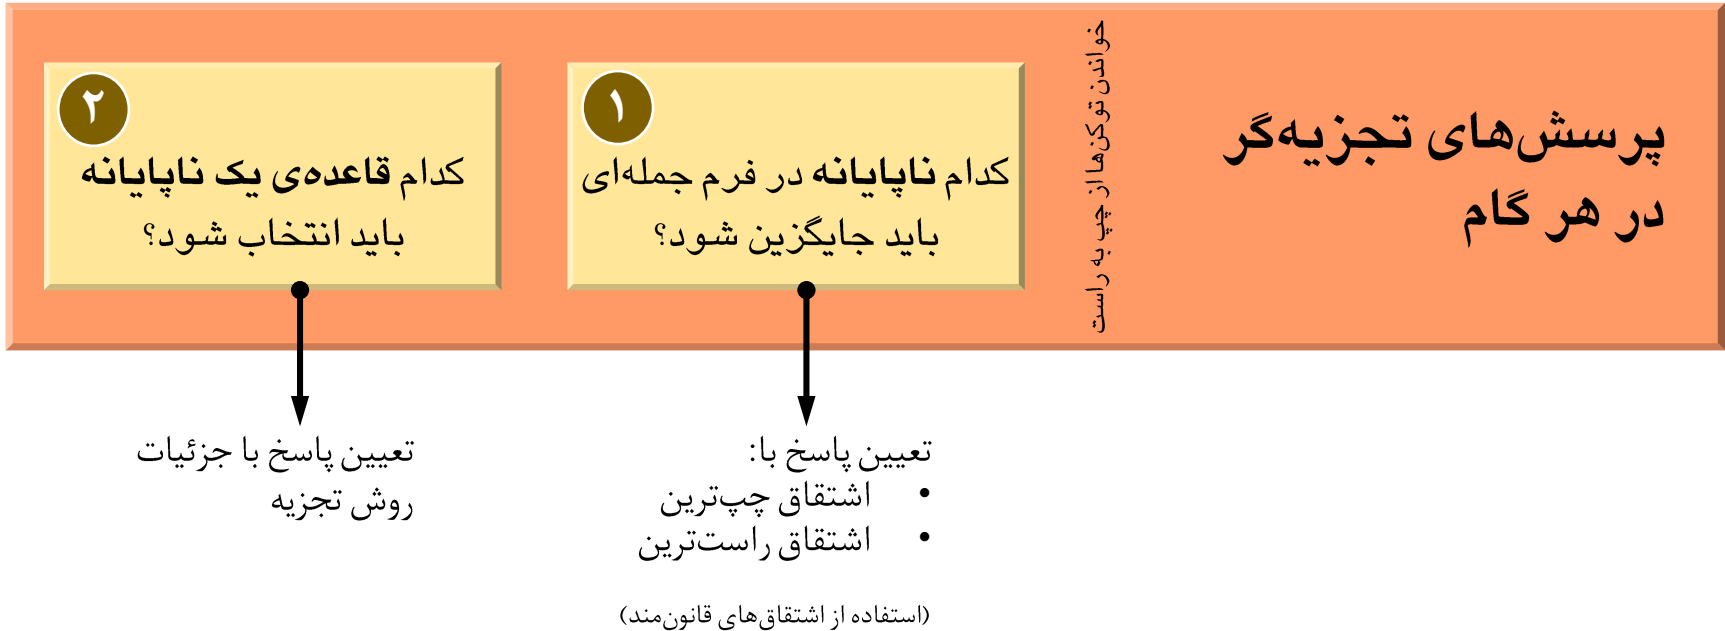 پرسش‌های تجزیه‌گر
در هر گام
خواندن توکن‌ها از چپ به راست
۱
کدام ناپایانه در فرم جمله‌ای
باید جایگزین شود؟
۲
کدام قاعده‌ی یک ناپایانه
باید انتخاب شود؟
تعیین پاسخ با:
• اشتقاق چپ‌ترین
• اشتقاق راست‌ترین
(استفاده از اشتقاق‌های قانون‌مند)
تعیین پاسخ با جزئیات
روش تجزیه